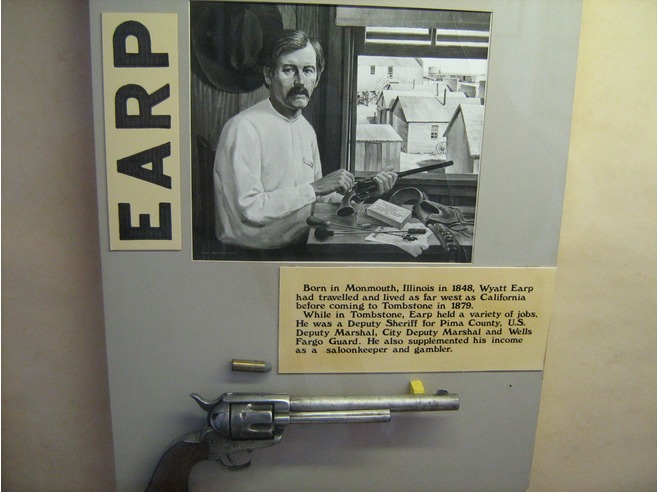 EARP
Born in Monmouth, Illinois in 1848, Wyatt Earp
had travelled and lived as far west as California
before coming to Tombstone in 1879.
While in Tombstone, Earp held a variety of jobs.
He was a Deputy Sheriff for Pima County, U.S.
Deputy Marshal, City Deputy Marshal and Wells
Fargo Guard. He also supplemented his income
as a saloonkeeper and gambler.